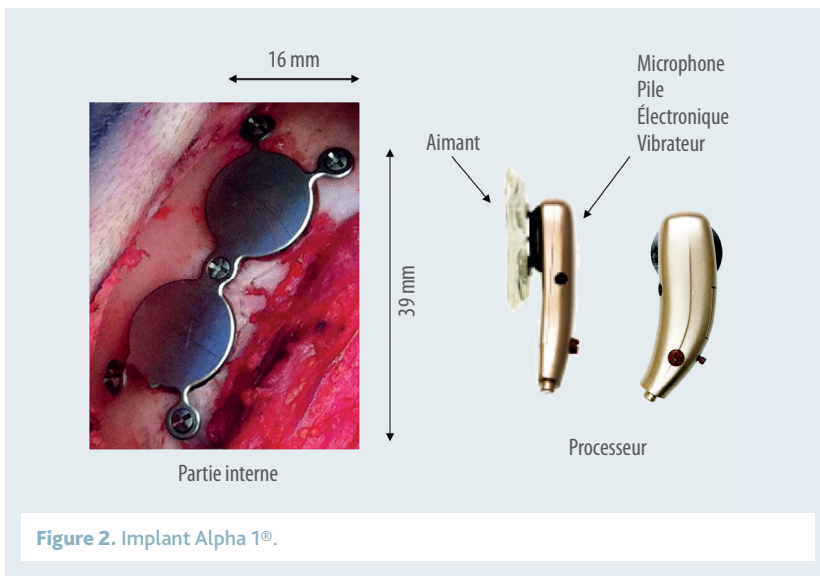 16 mm
Microphone
Pile
Électronique
Vibrateur
Aimant
39 mm
Partie interne
Processeur
Figure 2. Implant Alpha 1®.